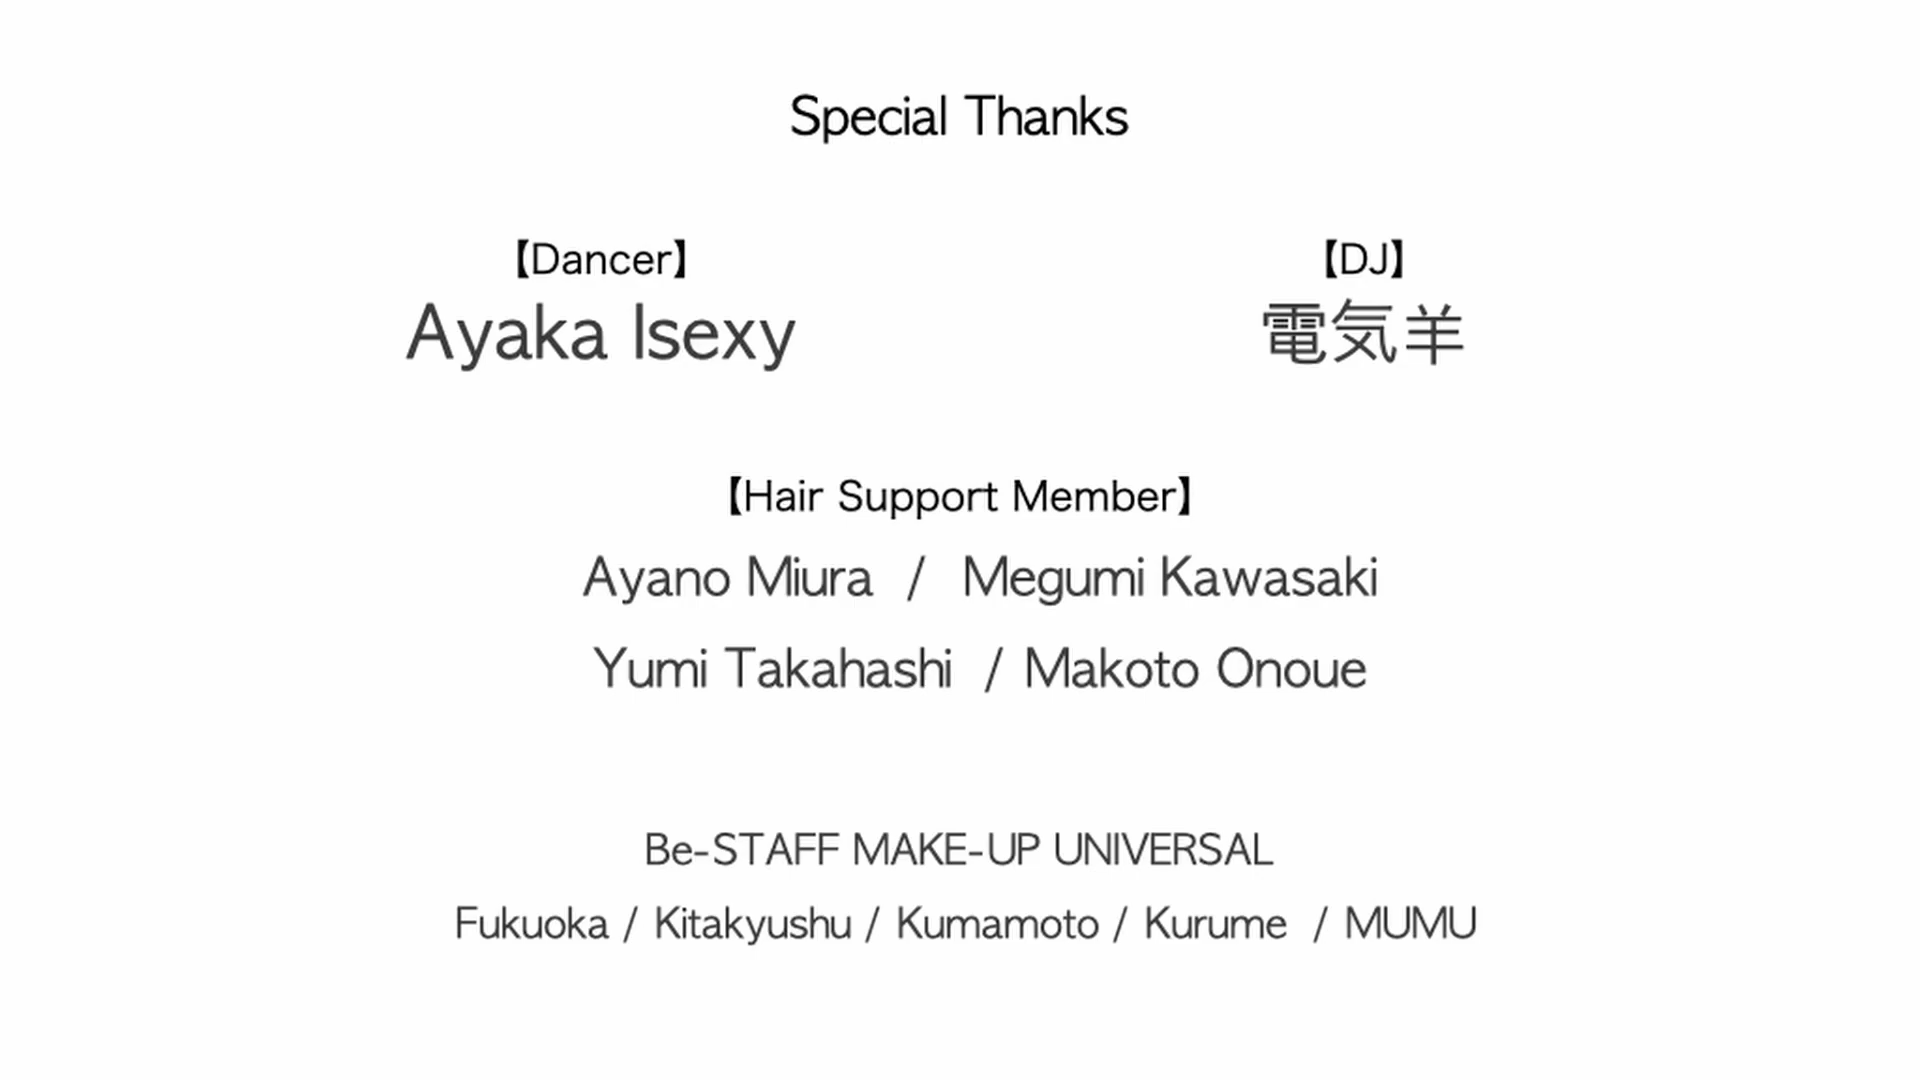 Special Thanks
【Dancer】
Ayaka Isexy
【DJ】
電気羊
【Hair Support Member】
Ayano Miura / Megumi Kawasaki
Yumi Takahashi / Makoto Onoue
Be-STAFF MAKE-UP UNIVERSAL
Fukuoka / Kitakyushu / Kumamoto / Kurume / MUMU